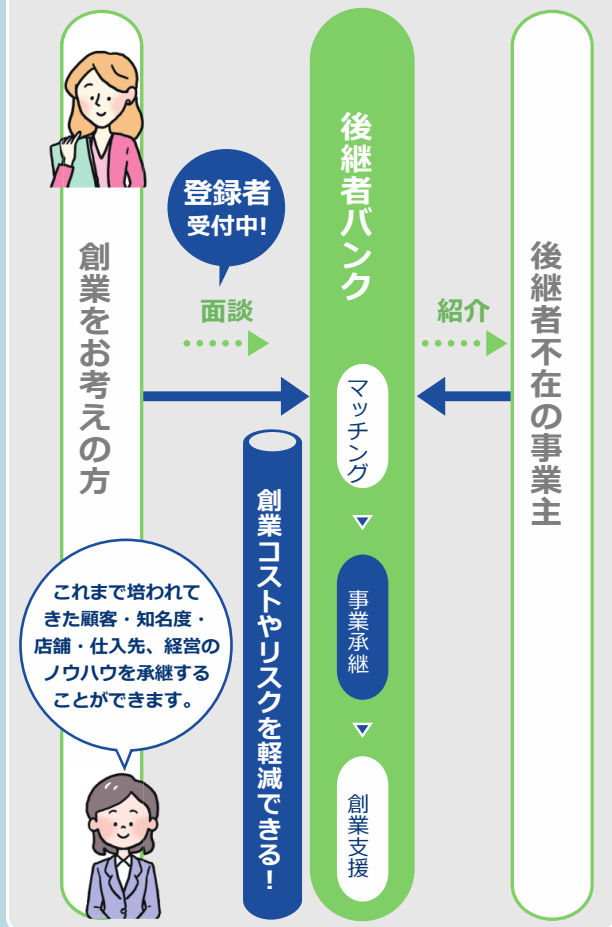 創業をお考えの方
登録者
受付中!
面談
後継者バンク
紹介
後継者不在の事業主
マッチング
事業承継
創業支援
創業コストやリスクを軽減できる！
これまで培われて
きた顧客・知名度・
店舗・仕入先、経営の
ノウハウを承継する
ことができます。